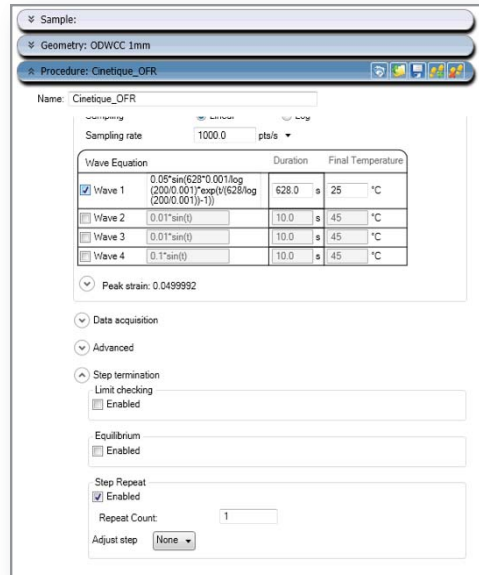 Sample:
Geometry: ODWCC 1mm
Procedure: Cinetique_OFR
Name: Cinetique_OFR
Sampling Linear Log
Sampling rate 1000.0 pts/s
Wave Equation Duration Final Temperature
Wave 1 0.05*sin(628*0.001/log
(200/0.001)*exp(t/(628/log
(200/0.001))-1)) 628.0 s 25 °C
Wave 2 0.01*sin(t) 10.0 s 45 °C
Wave 3 0.01*sin(t) 10.0 s 45 °C
Wave 4 0.1*sin(t) 10.0 s 45 °C
Peak strain: 0.0499992
Data acquisition
Advanced
Step termination
Limit checking
Enabled
Equilibrium
Enabled
Step Repeat
Enabled
Repeat Count: 1
Adjust step None